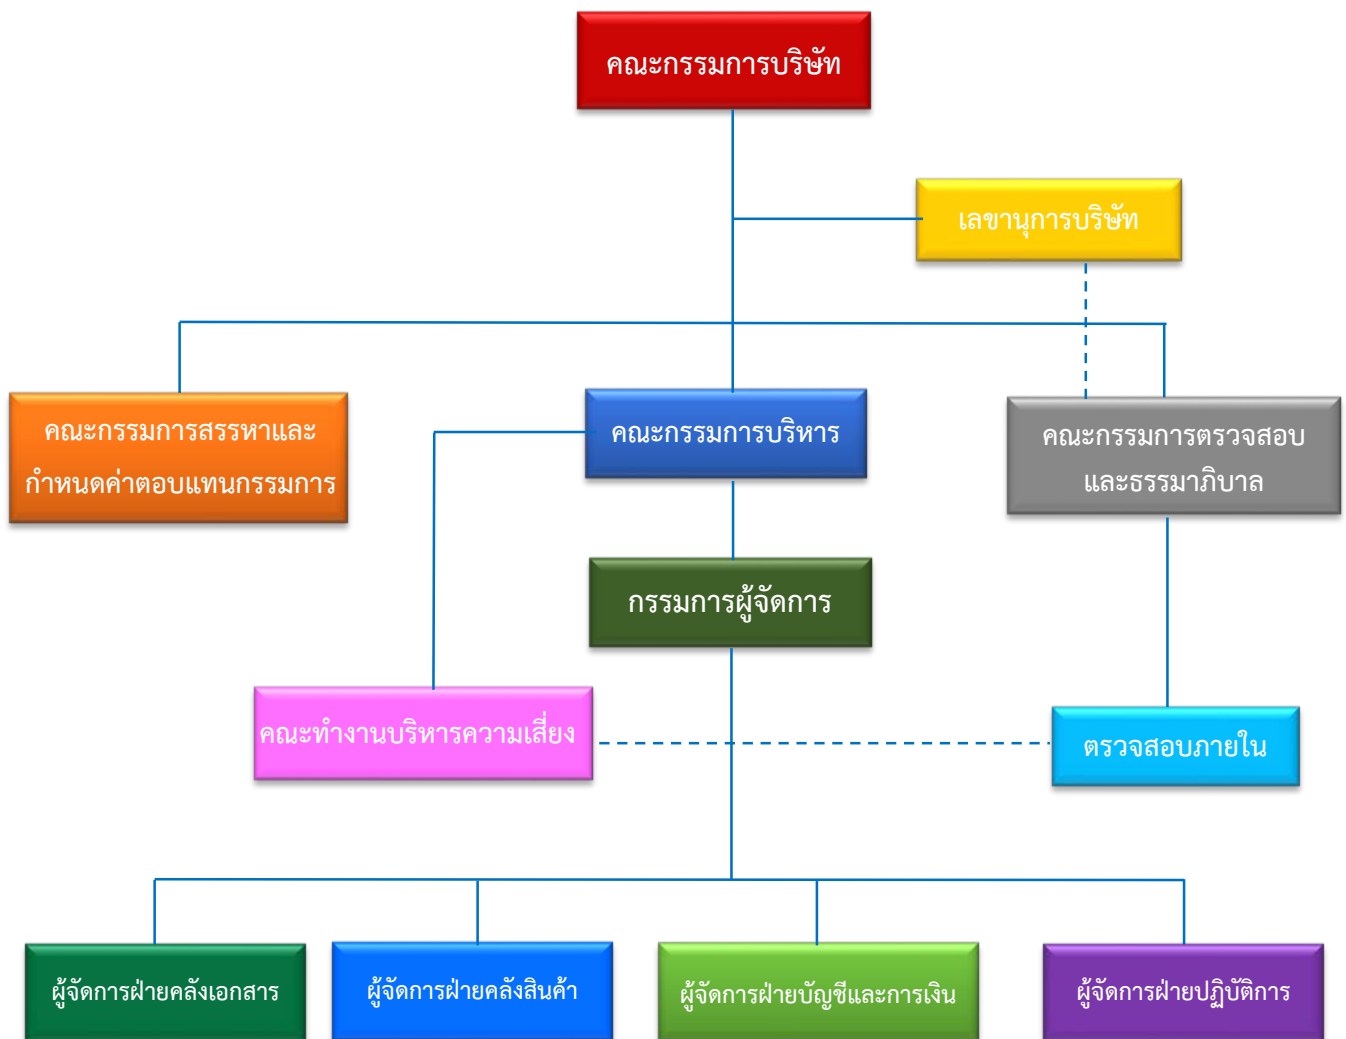 คณะกรรมการบริษัท
เลขานุการบริษัท
คณะกรรมการสรรหาและ
กำหนดค่าตอบแทนกรรมการ
คณะกรรมการบริหาร
คณะกรรมการตรวจสอบ
และธรรมาภิบาล
กรรมการผู้จัดการ
คณะทำงานบริหารความเสี่ยง
ตรวจสอบภายใน
ผู้จัดการฝ่ายคลังเอกสาร
ผู้จัดการฝ่ายคลังสินค้า
ผู้จัดการฝ่ายบัญชีและการเงิน
ผู้จัดการฝ่ายปฏิบัติการ